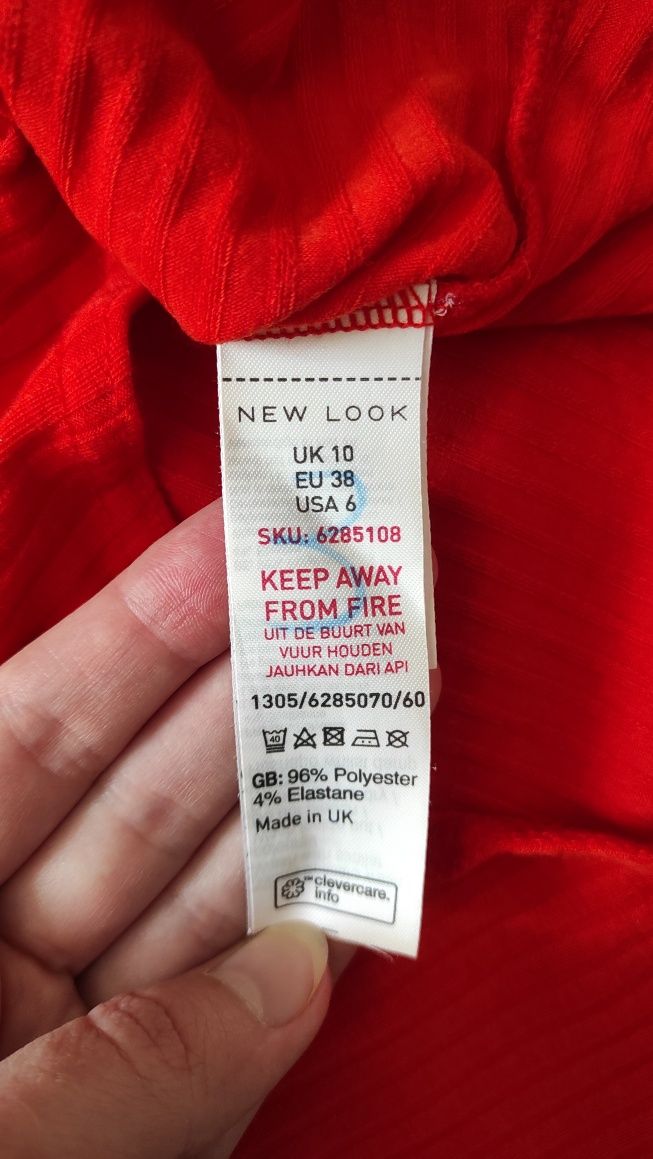 NEW LOOK
UK 10
EU 38
USA 6
SKU: 6285108
KEEP AWAY
FROM FIRE
UIT DE BUURT VAN
VUUR HOUDEN
JAUHKAN DARI API
1305/6285070/60
40
GB: 96% Polyester
4% Elastane
Made in UK
clevercare.
info